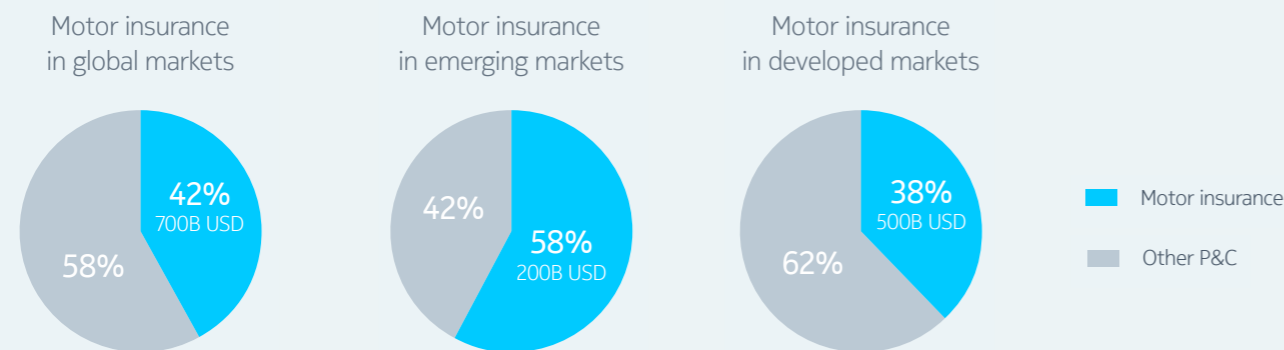 Motor insurance
in global markets
Motor insurance
in emerging markets
Motor insurance
in developed markets
42%
700B USD
58%
42%
58%
200B USD
38%
500B USD
62%
Motor insurance
Other P&C